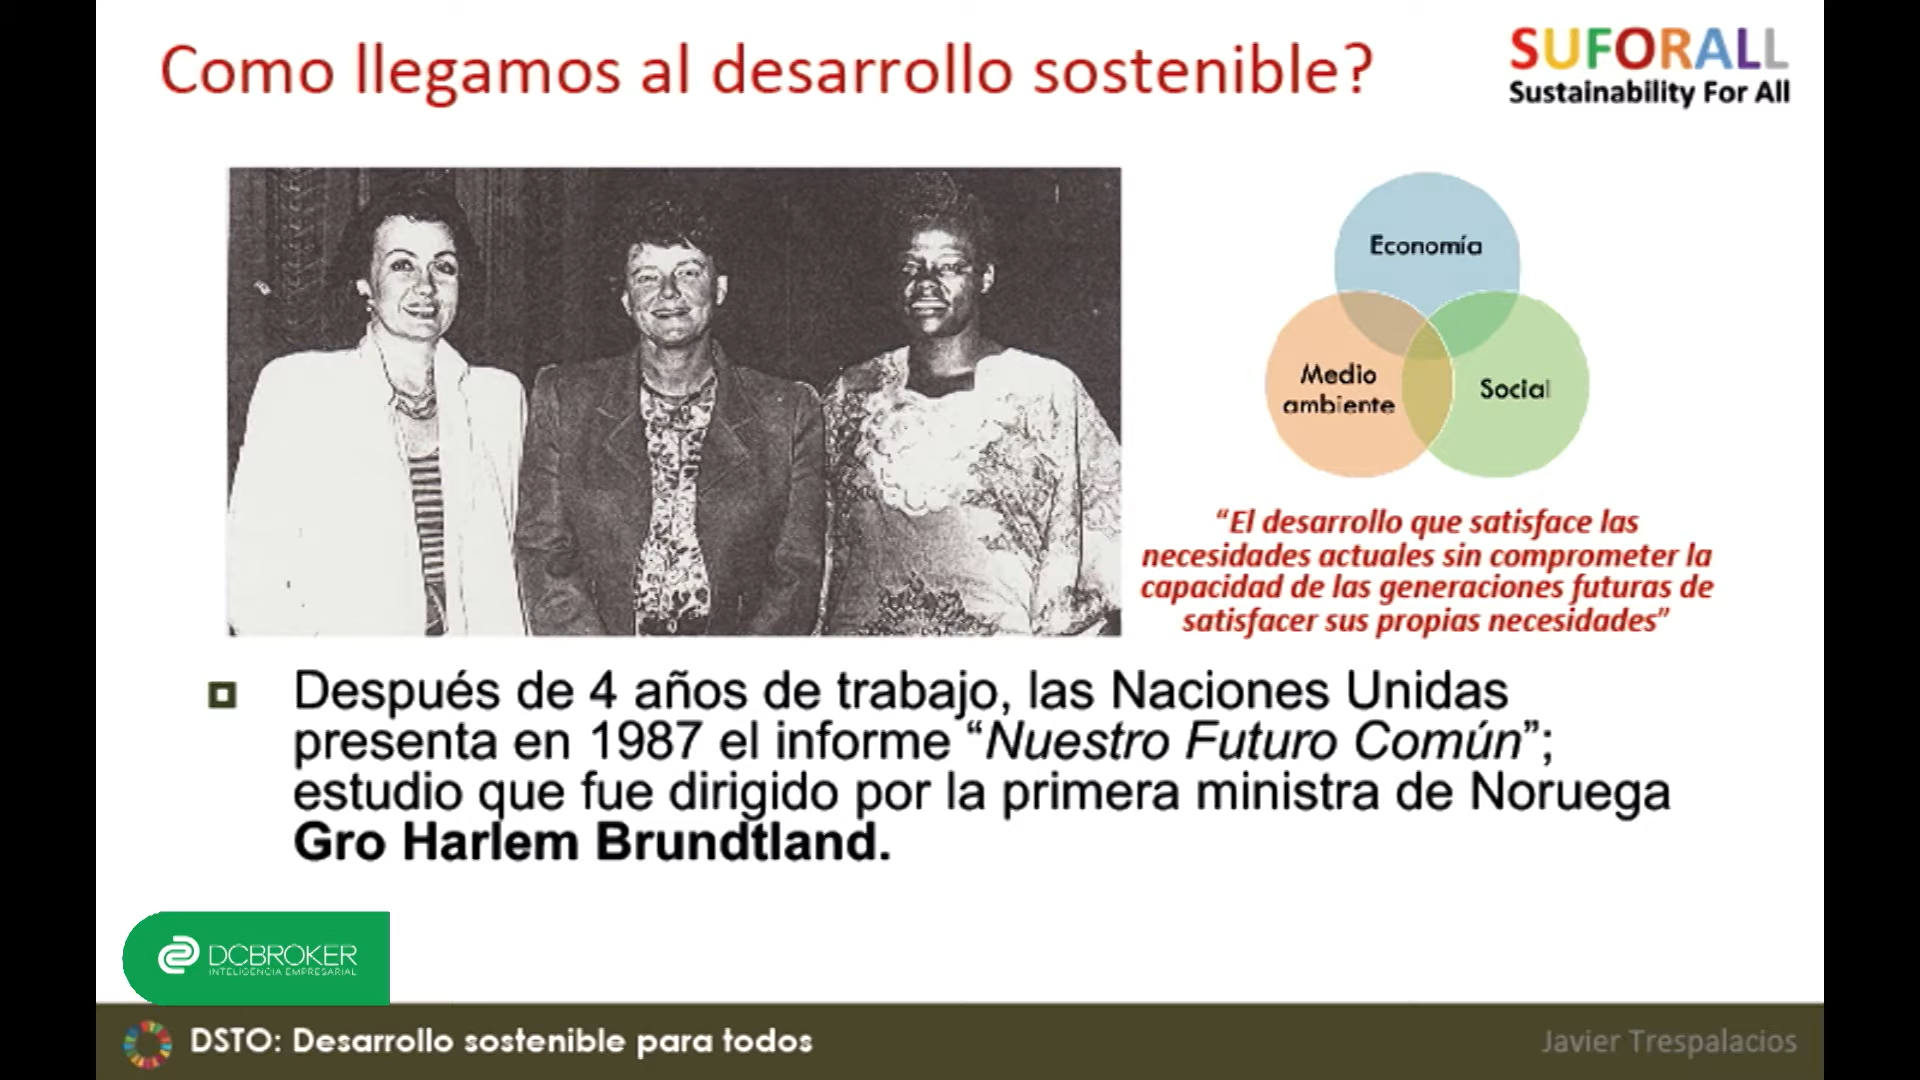 Como llegamos al desarrollo sostenible?
SUFORALL
Sustainability For All
Economía
Medio
ambiente
Social
“El desarrollo que satisface las
necesidades actuales sin comprometer la
capacidad de las generaciones futuras de
satisfacer sus propias necesidades”
Después de 4 años de trabajo, las Naciones Unidas
presenta en 1987 el informe “Nuestro Futuro Común”;
estudio que fue dirigido por la primera ministra de Noruega
Gro Harlem Brundtland.
DCBROKER
INTELIGENCIA EMPRESARIAL
DSTO: Desarrollo sostenible para todos
Javier Trespalacios